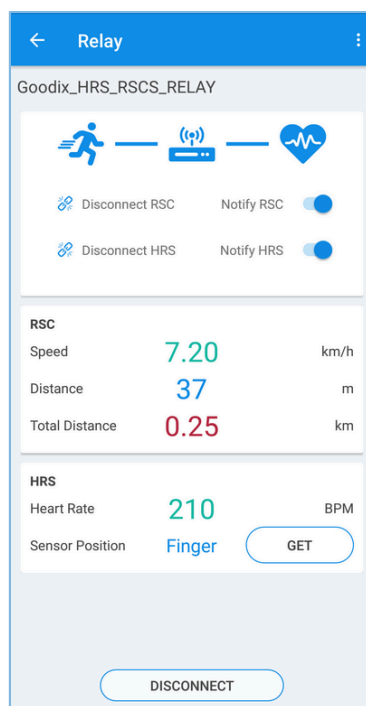 Relay
Goodix_HRS_RSCS_RELAY
Disconnect RSC Notify RSC
Disconnect HRS Notify HRS
RSC
Speed 7.20 km/h
Distance 37 m
Total Distance 0.25 km
HRS
Heart Rate 210 BPM
Sensor Position Finger GET
DISCONNECT